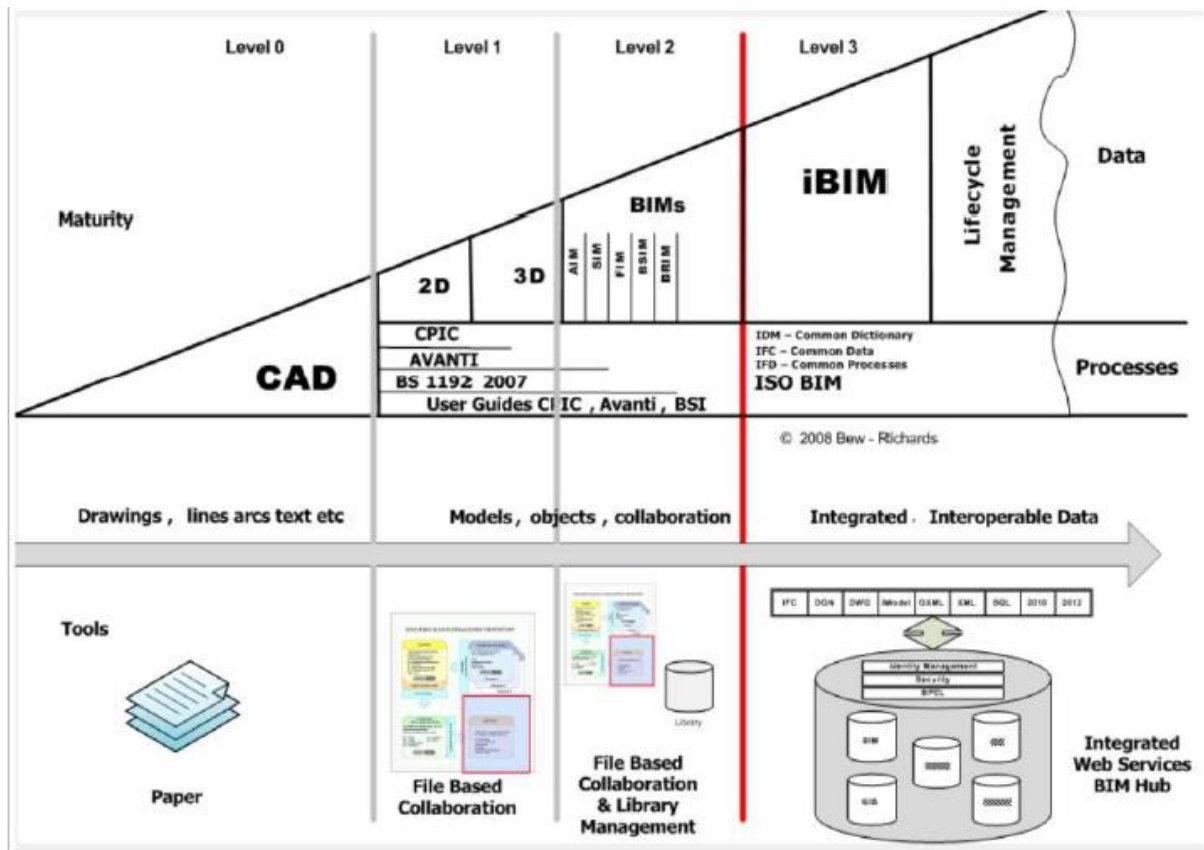 Level 0
Level 1
Level 2
Level 3
Maturity
CAD
2D
3D
BIMs
AIM
SIM
FIM
BSIM
BRIM
iBIM
Lifecycle
Management
Data
CPIC
AVANTI
BS 1192 2007
User Guides CPIC , Avanti , BSI
IDM – Common Dictionary
IFC – Common Data
IFD – Common Processes
ISO BIM
Processes
© 2008 Bew - Richards
Drawings , lines arcs text etc
Models, objects , collaboration
Integrated , Interoperable Data
Tools
Paper
File Based
Collaboration
Library
File Based
Collaboration
& Library
Management
IFC DGN DWG iModel GXML XML SQL 2010 2012
Identity Management
Security
BIM
GIS
Integrated
Web Services
BIM Hub